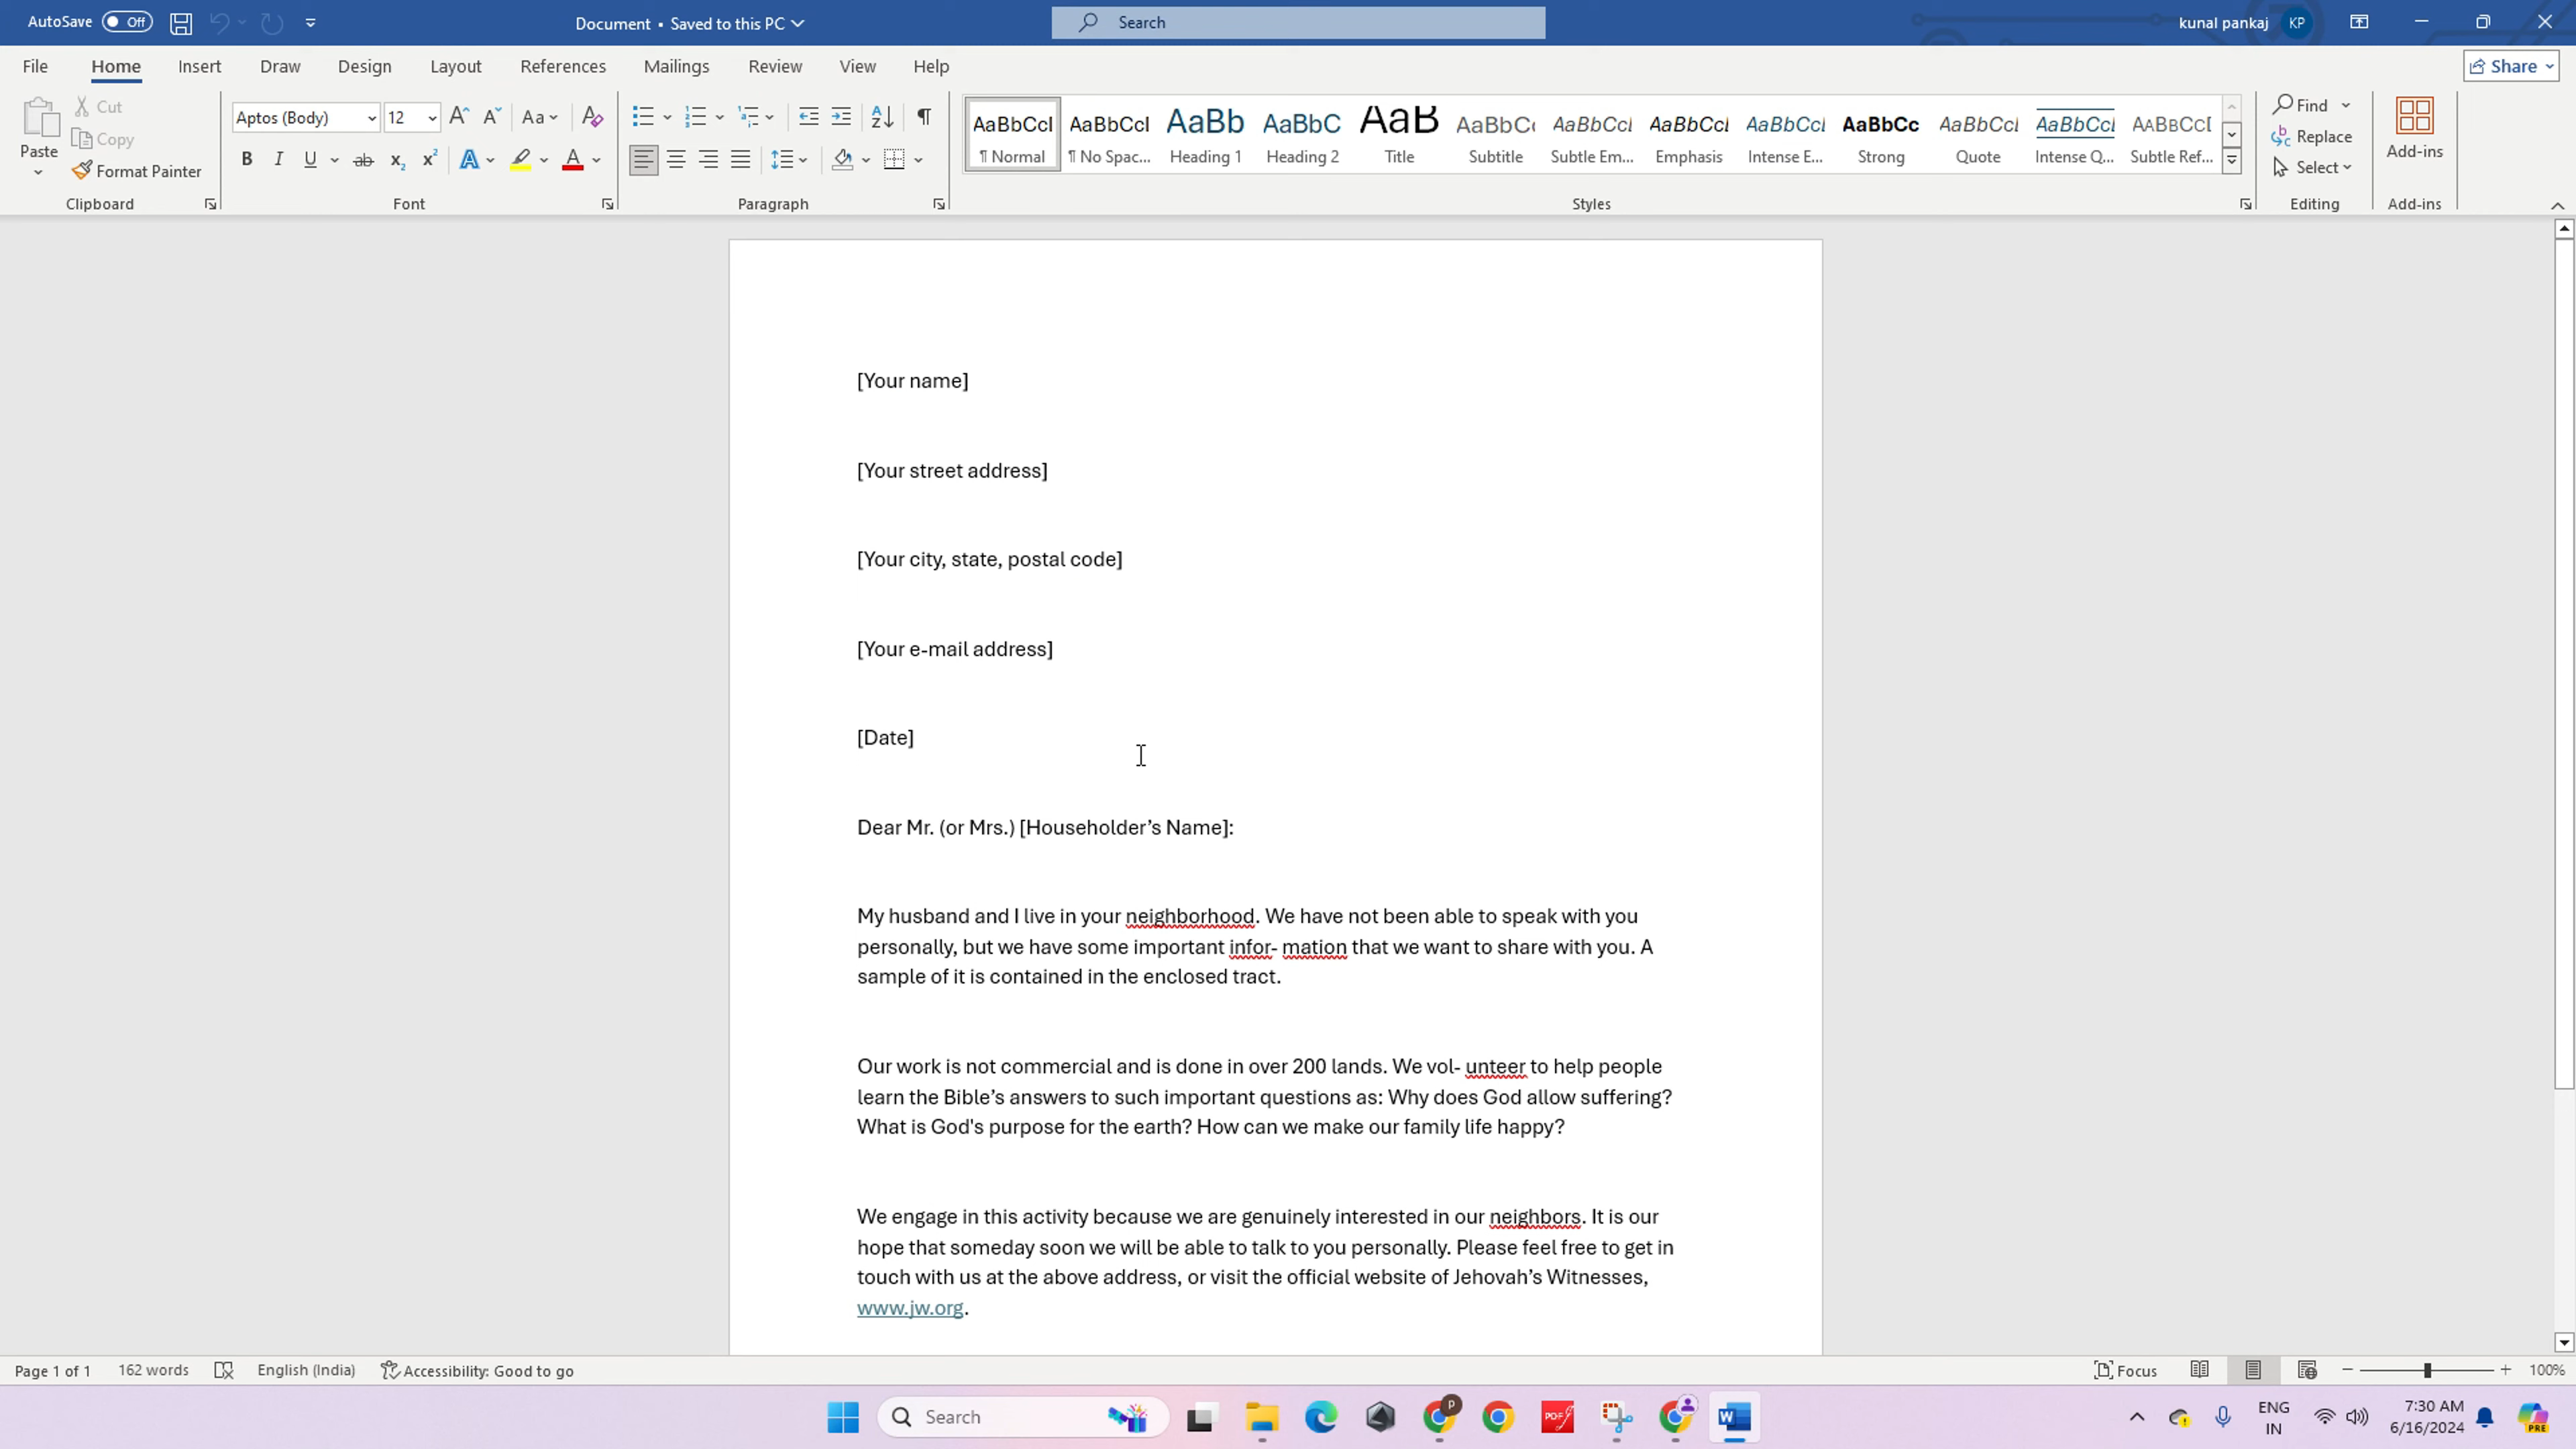 AutoSave Off Document • Saved to this PC Search kunal pankaj KP
File Home Insert Draw Design Layout References Mailings Review View Help Share
Paste Cut Copy Format Painter
Clipboard
Aptos (Body) 12
Font
Paragraph
AaBbCcI AaBbCcI AaBb AaBbC AaB AaBbCc AaBbCcI AaBbCcI AaBbCcI AaBbCc AaBbCcI AaBbCcI AABBCCI
¶ Normal ¶ No Spac... Heading 1 Heading 2 Title Subtitle Subtle Em... Emphasis Intense E... Strong Quote Intense Q... Subtle Ref...
Styles
Find
Replace
Select
Editing
Add-ins
Add-ins
[Your name]
[Your street address]
[Your city, state, postal code]
[Your e-mail address]
[Date]
Dear Mr. (or Mrs.) [Householder’s Name]:
My husband and I live in your neighborhood. We have not been able to speak with you
personally, but we have some important infor- mation that we want to share with you. A
sample of it is contained in the enclosed tract.
Our work is not commercial and is done in over 200 lands. We vol- unteer to help people
learn the Bible’s answers to such important questions as: Why does God allow suffering?
What is God's purpose for the earth? How can we make our family life happy?
We engage in this activity because we are genuinely interested in our neighbors. It is our
hope that someday soon we will be able to talk to you personally. Please feel free to get in
touch with us at the above address, or visit the official website of Jehovah’s Witnesses,
www.jw.org.
Page 1 of 1 162 words English (India) Accessibility: Good to go Focus 100%
Search
ENG
IN
7:30 AM
6/16/2024